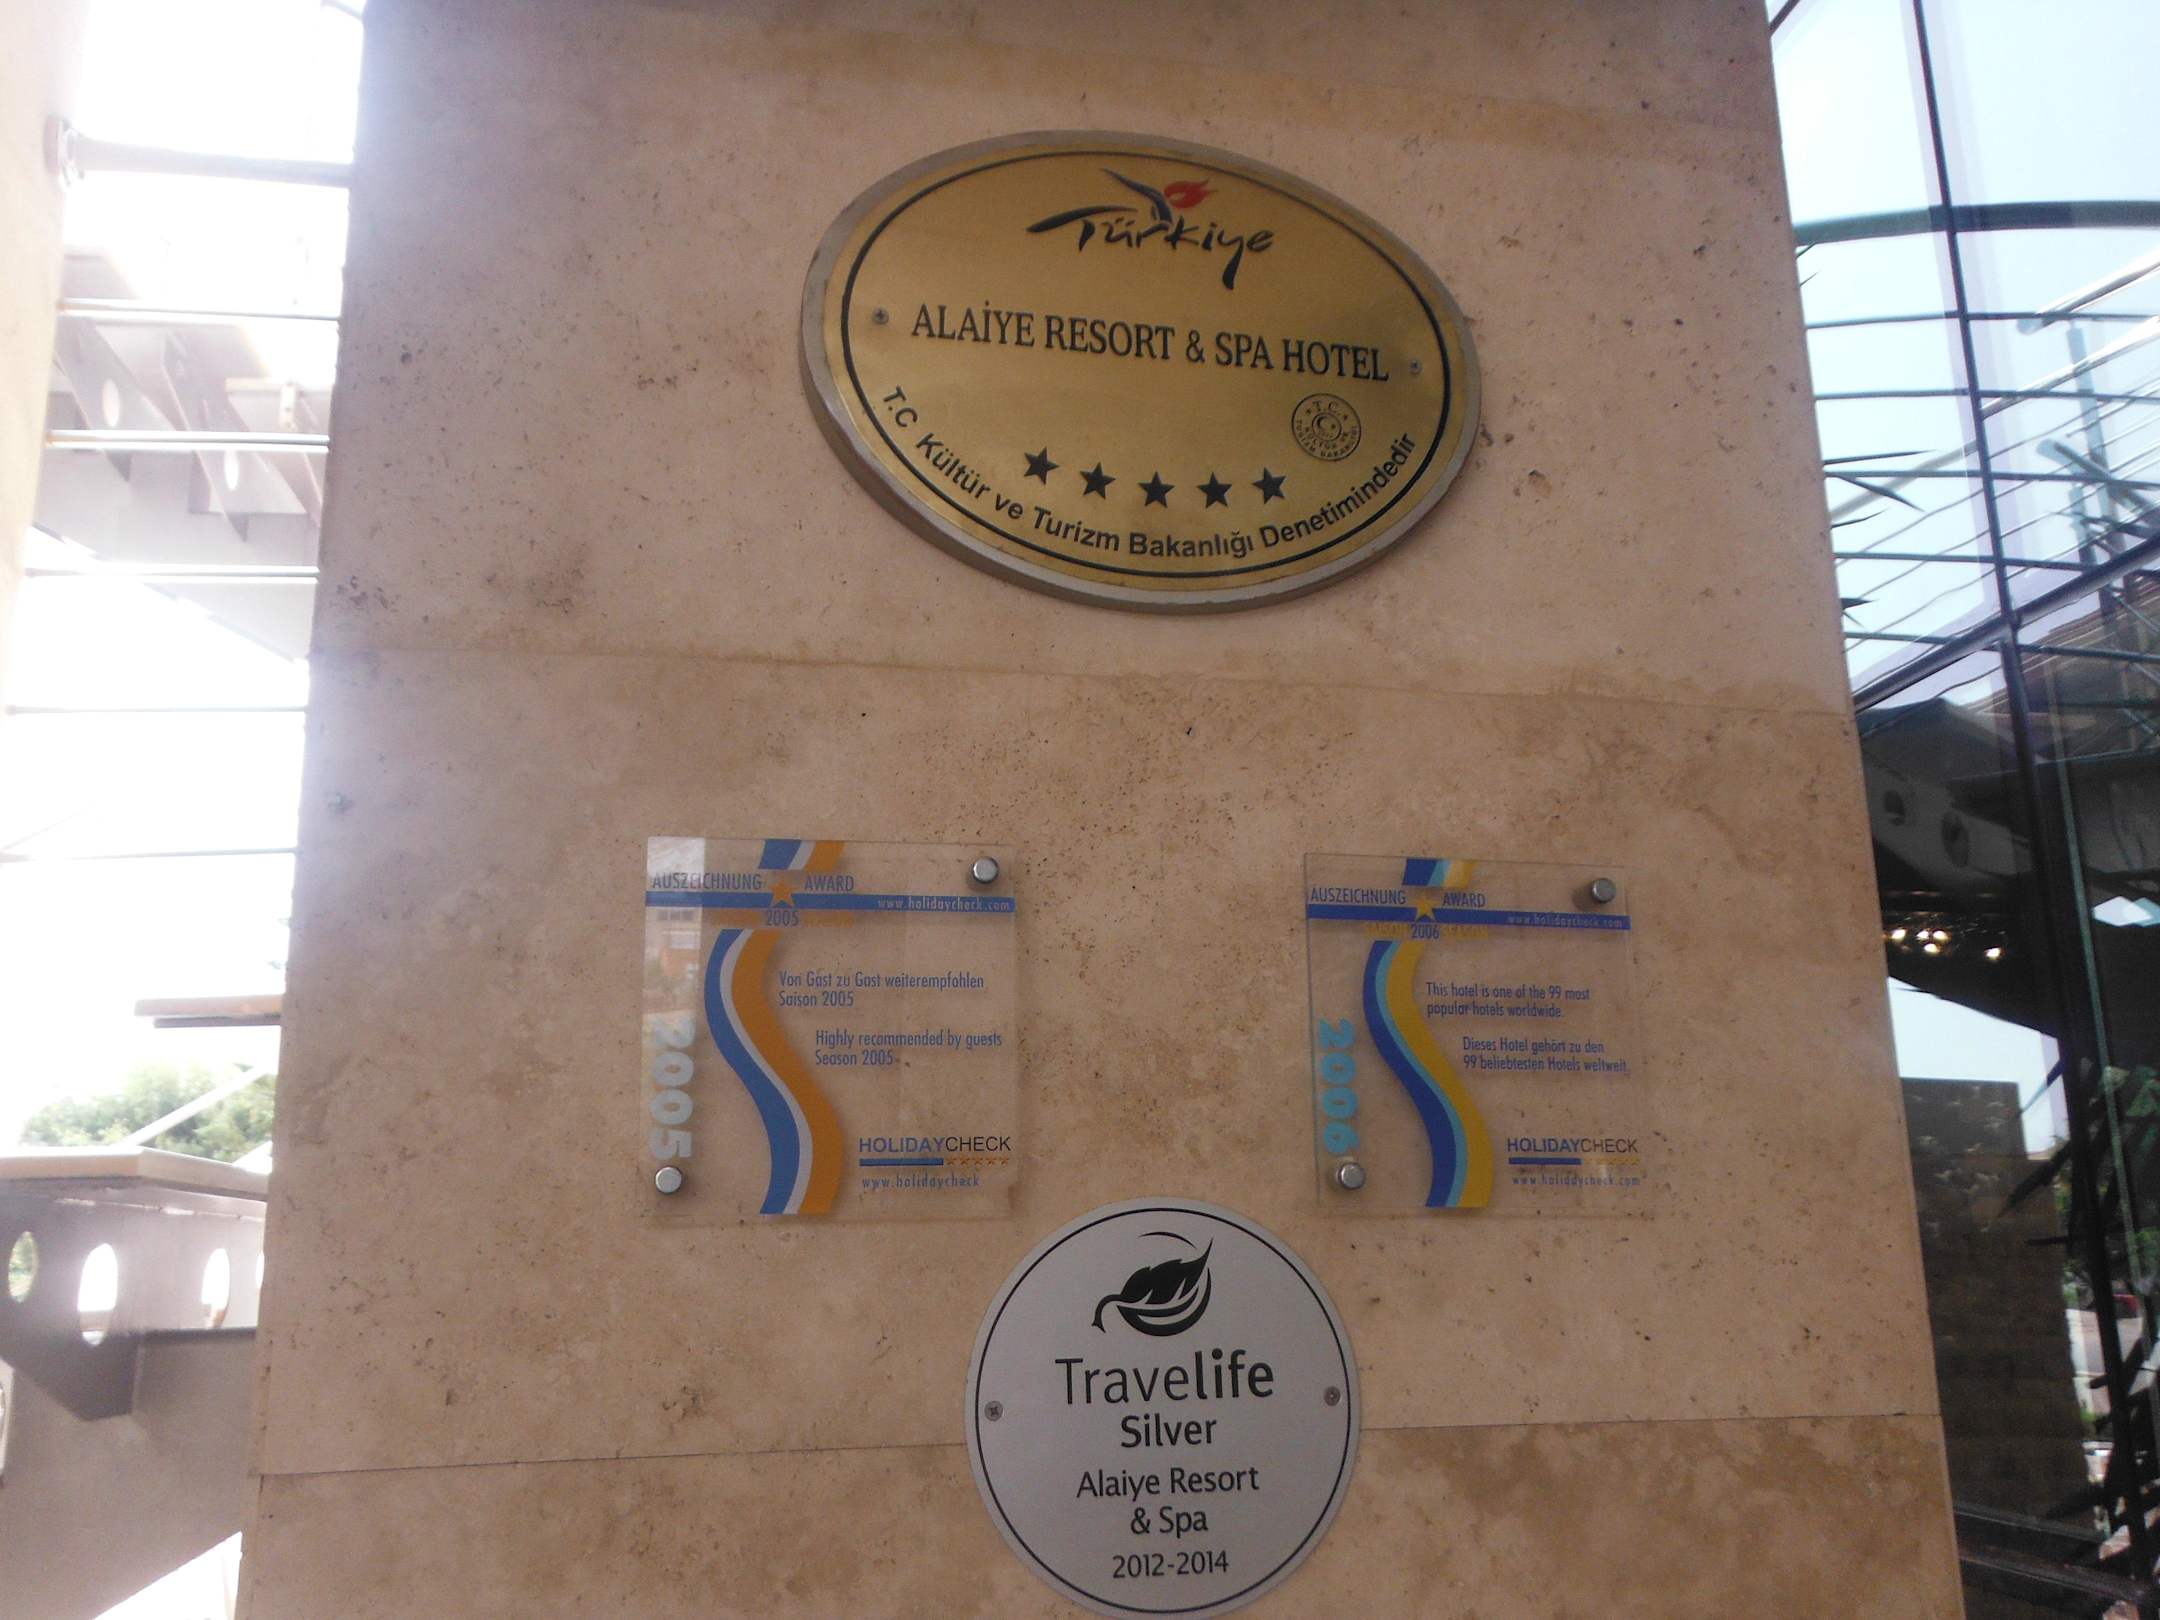 Türkiye
ALAİYE RESORT & SPA HOTEL
T.C.
T.C Kültür ve Turizm Bakanlığı Denetimindedir
AUSZEICHNUNG AWARD
www.holidaycheck.com
2005
Von Gast zu Gast weiterempfohlen
Saison 2005
Highly recommended by guests
Season 2005
2005
HOLIDAYCHECK
www.holidaycheck
AUSZEICHNUNG AWARD
www.holidaycheck.com
SAISON 2006 SEASON
This hotel is one of the 99 most
popular hotels worldwide.
Dieses Hotel gehört zu den
99 beliebtesten Hotels weltweit.
2006
HOLIDAYCHECK
www.holidaycheck.com
Travelife
Silver
Alaiye Resort
& Spa
2012-2014